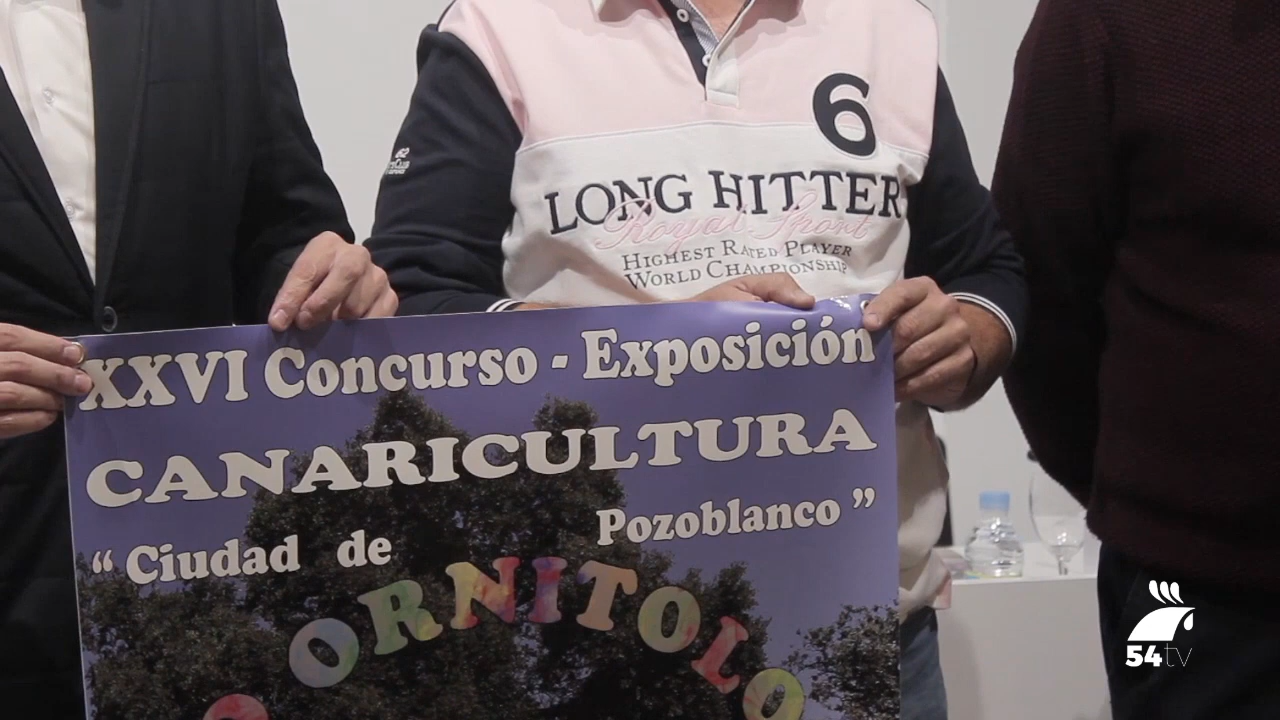 6
LONG HITTER
Royal Sport
HIGHEST RATED PLAYER
WORLD CHAMPIONSHIP
XXVI Concurso - Exposición
CANARICULTURA
“ Ciudad de Pozoblanco ”
O ORNITOLO
54tv